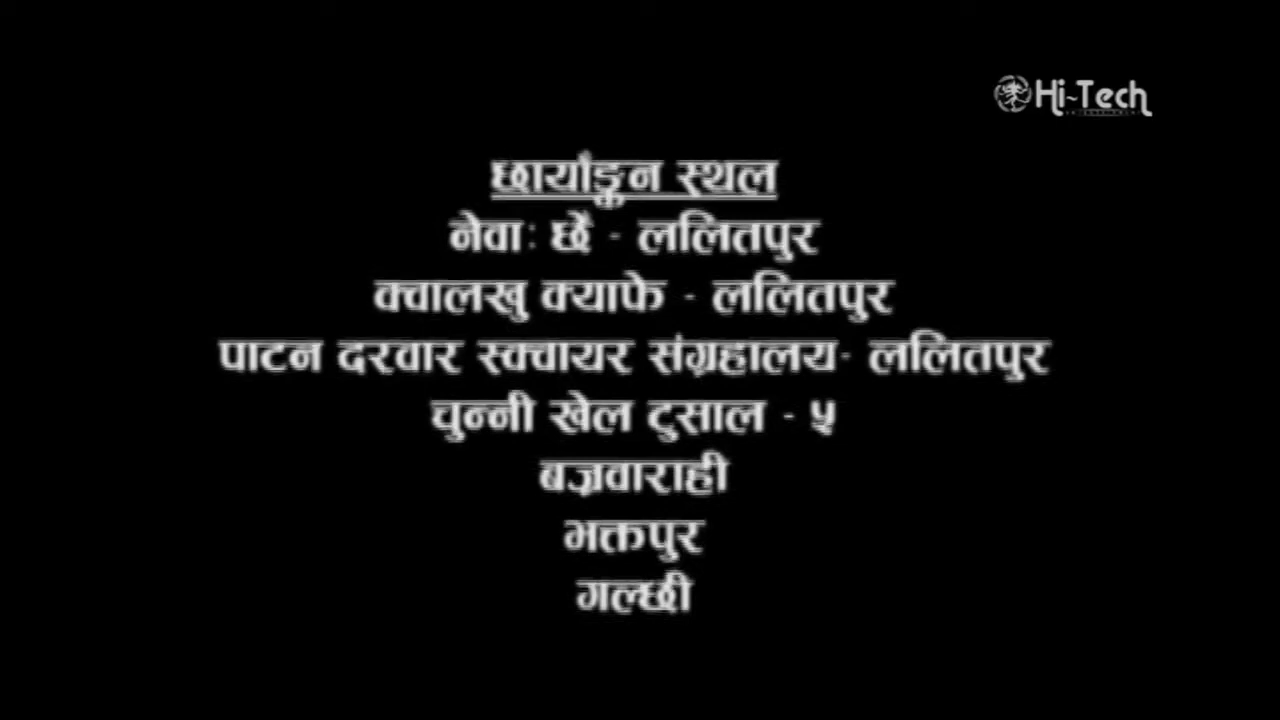 Hi~Tech
छायाँङ्कन स्थल
नेवाः छेँ - ललितपुर
क्वालखु क्याफे - ललितपुर
पाटन दरवार स्क्वायर संग्रहालय- ललितपुर
चुन्नी खेल टुसाल - ५
बज्रवाराही
भक्तपुर
गल्छी